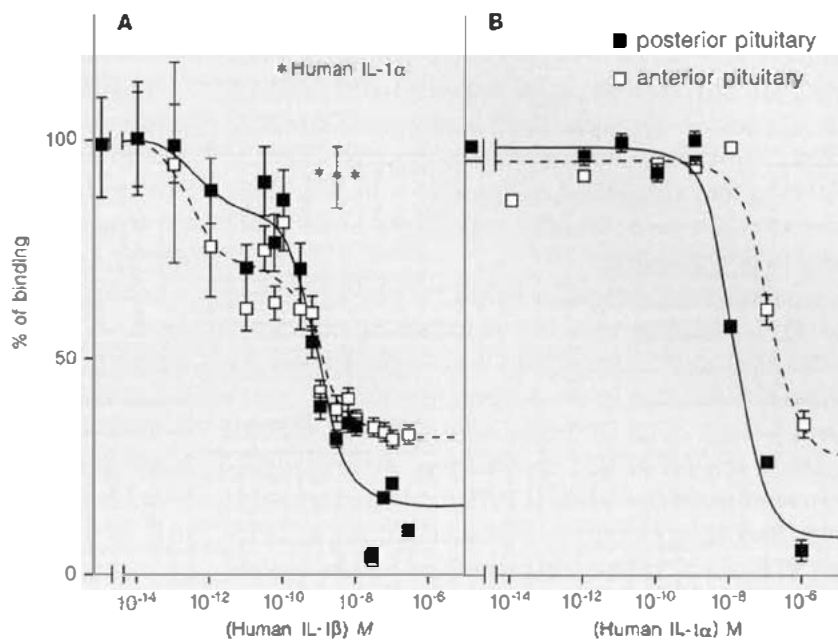 A
B
■ posterior pituitary
□ anterior pituitary
*Human IL-1α
100
50
0
% of binding
10-14 10-12 10-10 10-8 10-6
10-14 10-12 10-10 10-8 10-6
(Human IL-1β) M
(Human IL-1α) M